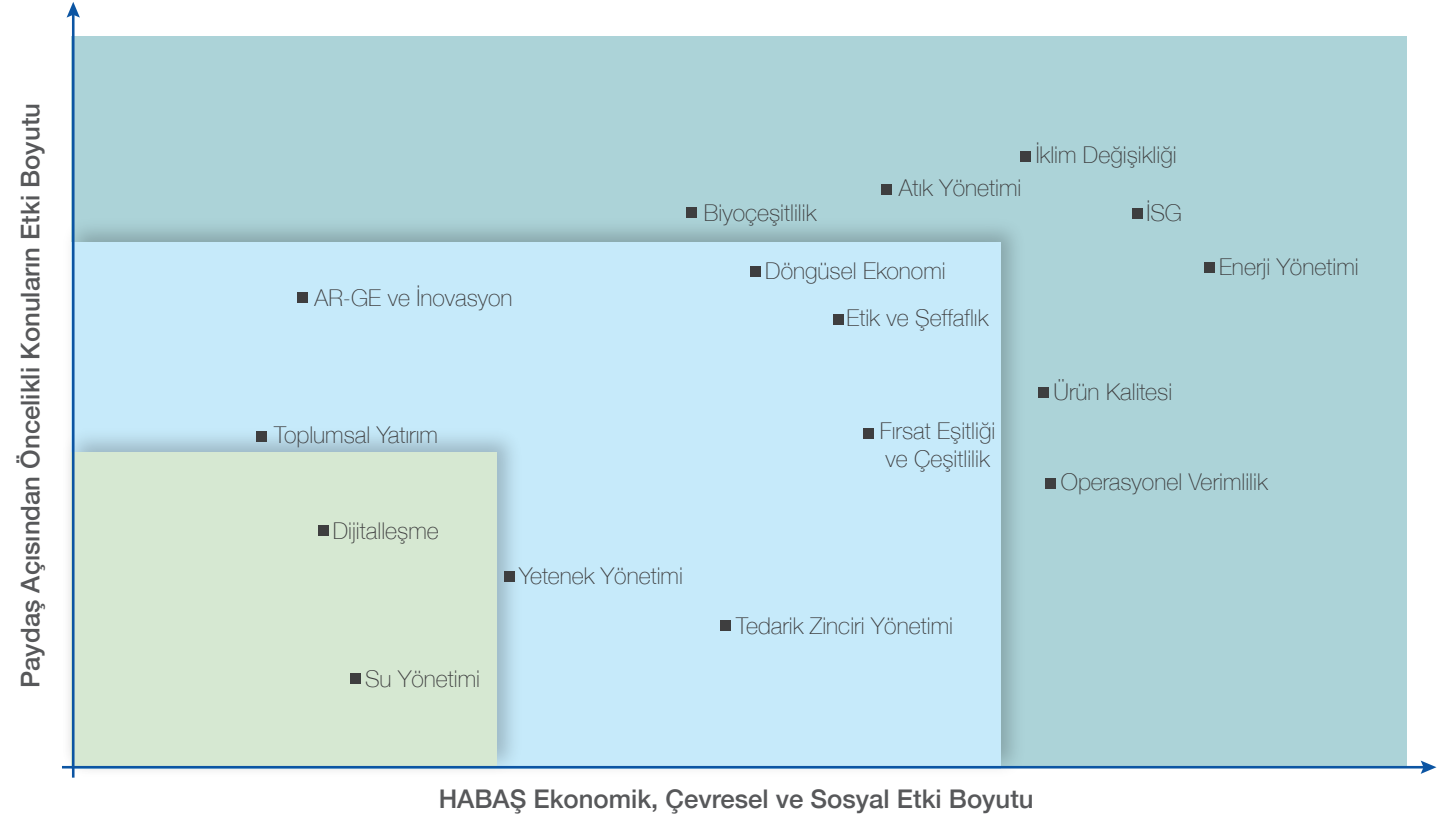 Paydaş Açısından Öncelikli Konuların Etki Boyutu
İklim Değişikliği
Atık Yönetimi
Biyoçeşitlilik
İSG
Enerji Yönetimi
Döngüsel Ekonomi
AR-GE ve İnovasyon
Etik ve Şeffaflık
Ürün Kalitesi
Toplumsal Yatırım
Fırsat Eşitliği
ve Çeşitlilik
Operasyonel Verimlilik
Dijitalleşme
Yetenek Yönetimi
Tedarik Zinciri Yönetimi
Su Yönetimi
HABAŞ Ekonomik, Çevresel ve Sosyal Etki Boyutu